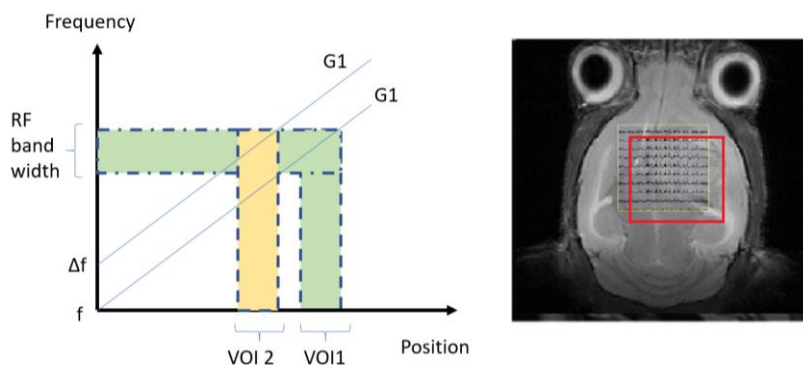 Frequency
G1
G1
RF
band
width
Δf
f
VOI 2
VOI1
Position